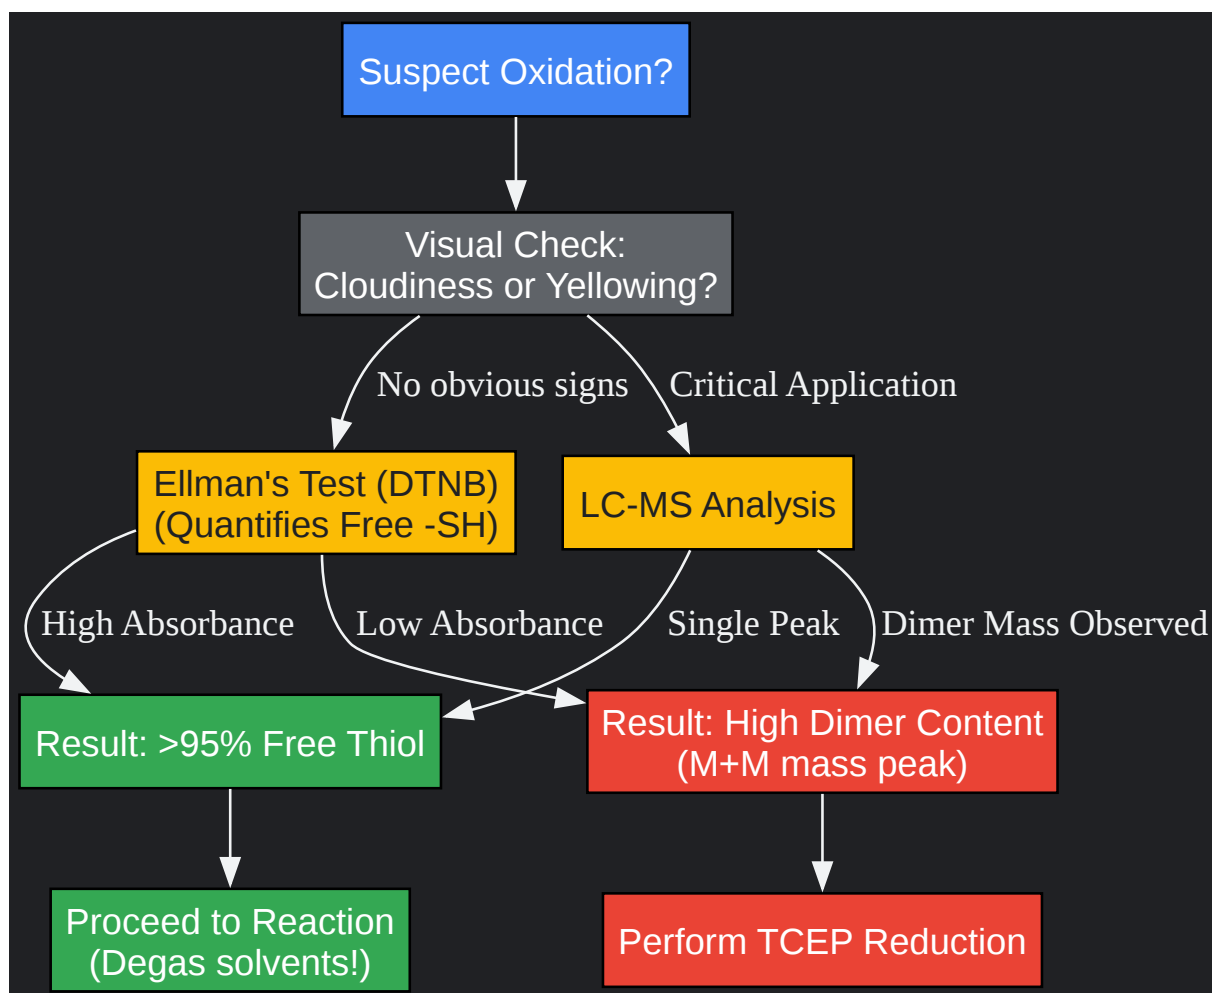 Suspect Oxidation?
Visual Check:
Cloudiness or Yellowing?
No obvious signs
Critical Application
Ellman's Test (DTNB)
(Quantifies Free -SH)
LC-MS Analysis
High Absorbance
Low Absorbance
Single Peak
Dimer Mass Observed
Result: >95% Free Thiol
Result: High Dimer Content
(M+M mass peak)
Proceed to Reaction
(Degas solvents!)
Perform TCEP Reduction